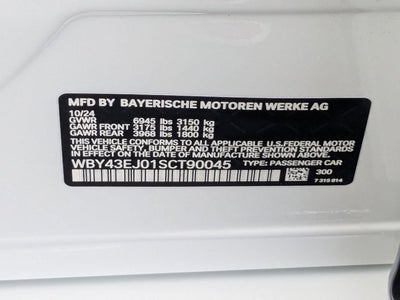 MFD BY BAYERISCHE MOTOREN WERKE AG
10/24
GVWR 6945 lbs 3150 kg
GAWR FRONT 3175 lbs 1440 kg
GAWR REAR 3968 lbs 1800 kg
THIS VEHICLE CONFORMS TO ALL APPLICABLE U.S.FEDERAL MOTOR
VEHICLE SAFETY, BUMPER AND THEFT PREVENTION STANDARDS
IN EFFECT ON THE DATE OF MANUFACTURE SHOWN ABOVE.
WBY43EJ01SCT90045 TYPE: PASSENGER CAR
300
7 315 814